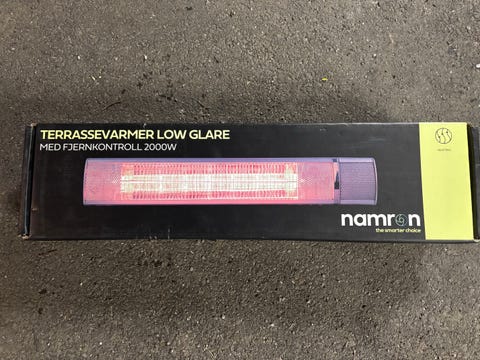 TERRASSEVARMER LOW GLARE
MED FJERNKONTROLL 2000W
namron
the smarter choice